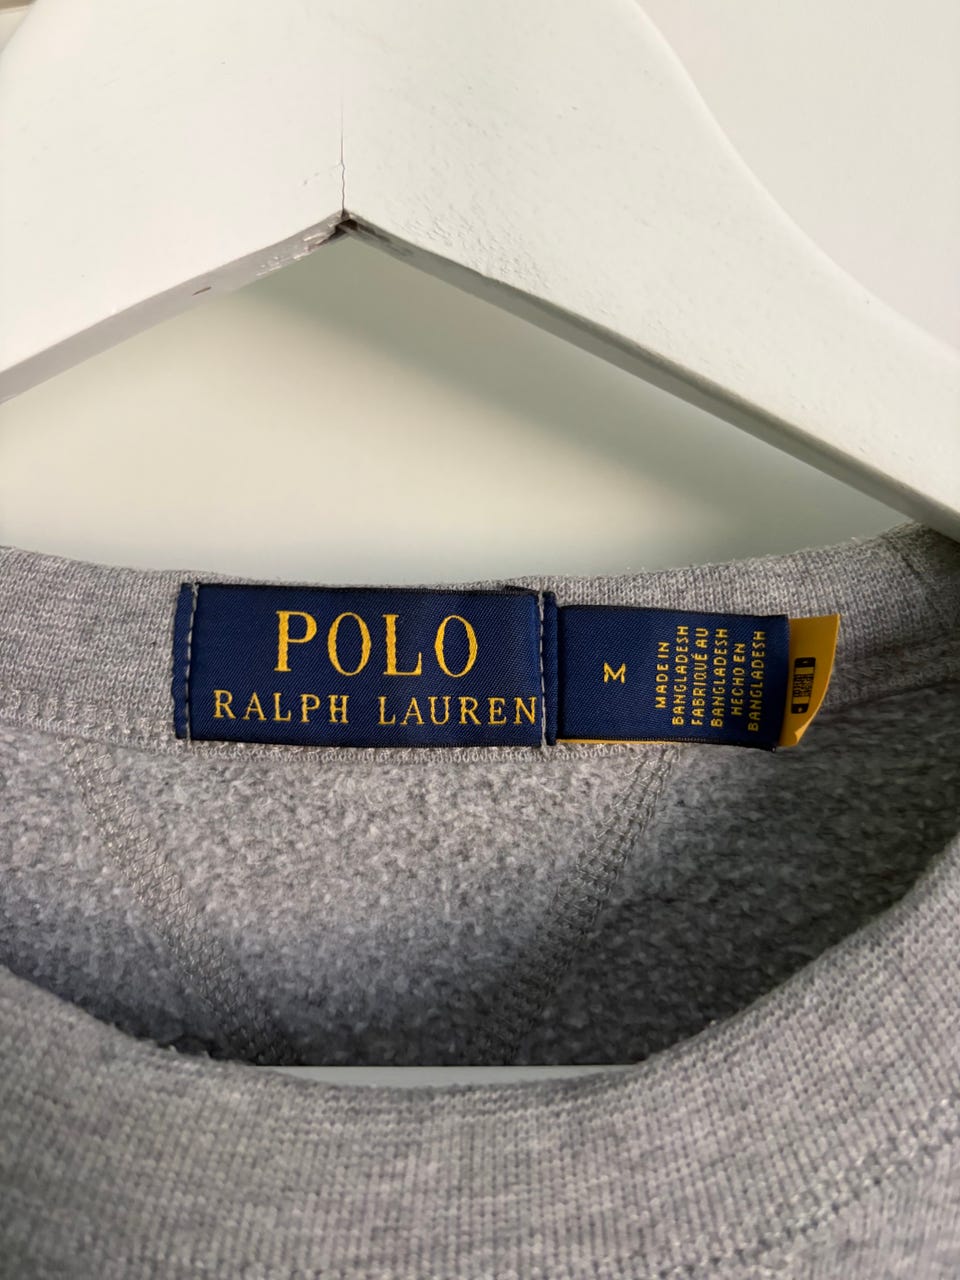 POLO
RALPH LAUREN
M
MADE IN
BANGLADESH
FABRIQUÉ AU
BANGLADESH
HECHO EN
BANGLADESH